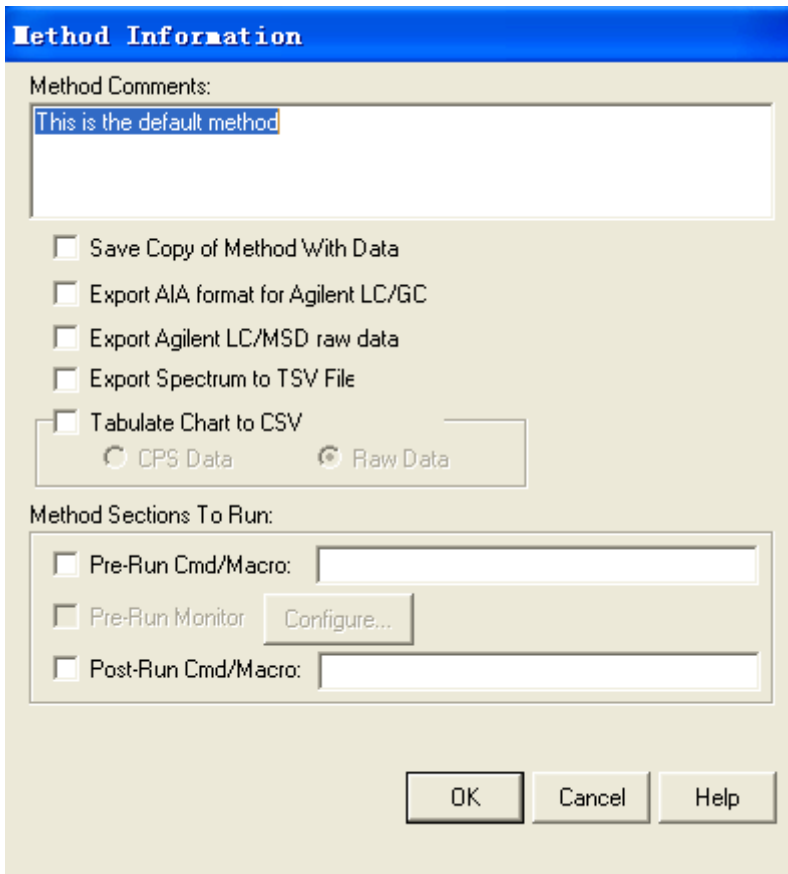 Method Information
Method Comments:
This is the default method
Save Copy of Method With Data
Export AIA format for Agilent LC/GC
Export Agilent LC/MSD raw data
Export Spectrum to TSV File
Tabulate Chart to CSV
CPS Data Raw Data
Method Sections To Run:
Pre-Run Cmd/Macro:
Pre-Run Monitor Configure...
Post-Run Cmd/Macro:
OK Cancel Help